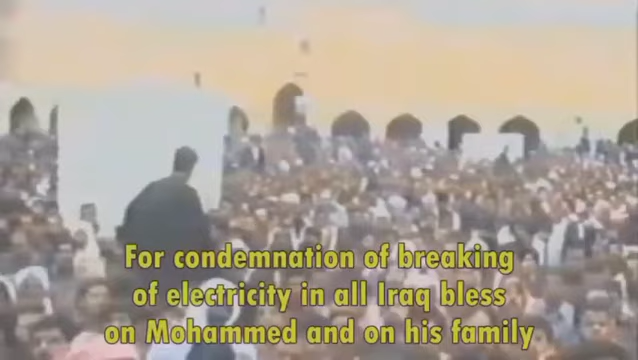 For condemnation of breaking
of electricity in all Iraq bless
on Mohammed and on his family